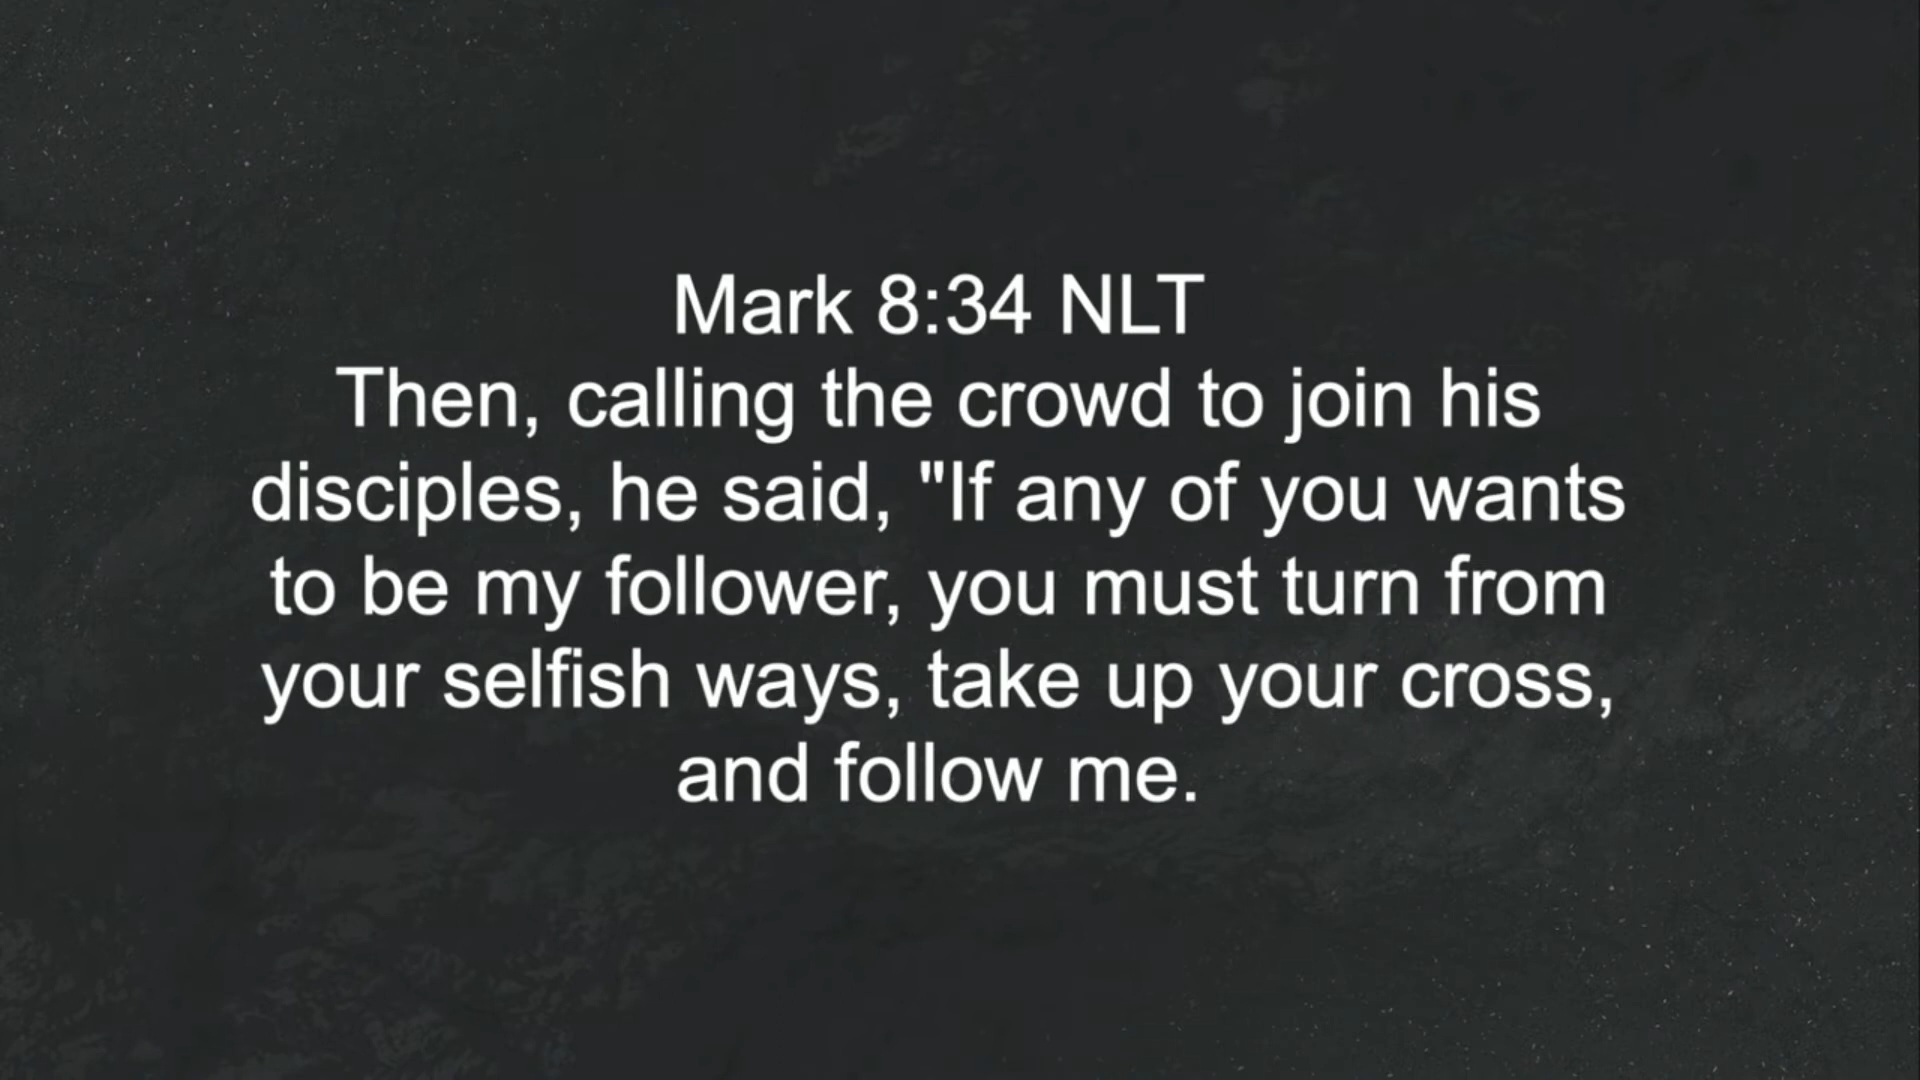 Mark 8:34 NLT
Then, calling the crowd to join his
disciples, he said, "If any of you wants
to be my follower, you must turn from
your selfish ways, take up your cross,
and follow me.